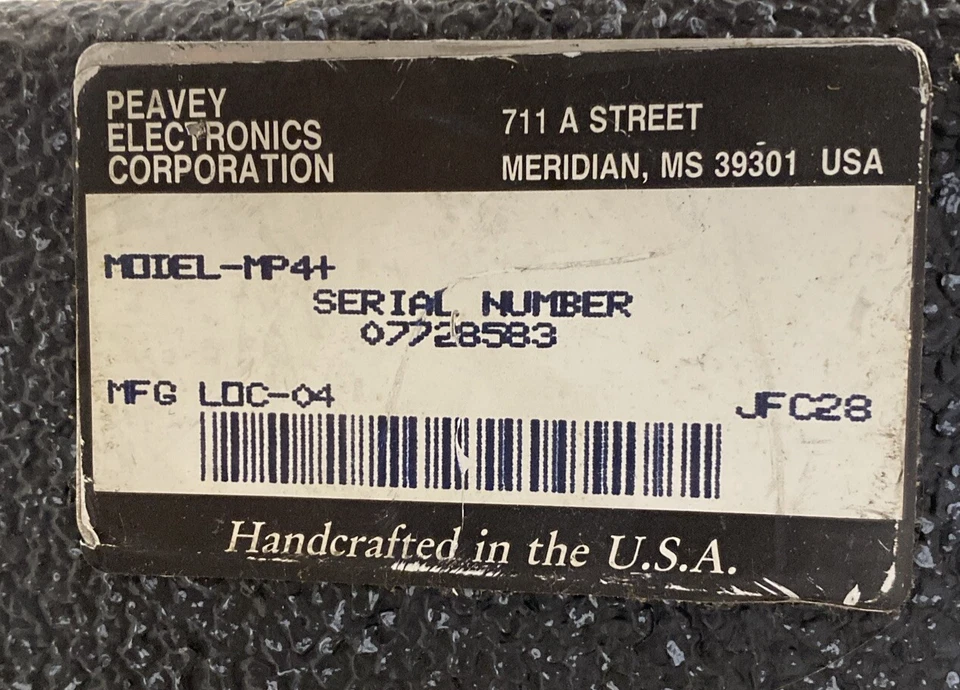 PEAVEY
ELECTRONICS
CORPORATION
711 A STREET
MERIDIAN, MS 39301 USA
MODEL-MP4+
SERIAL NUMBER
07728583
MFG LOC-04
JFC28
Handcrafted in the U.S.A.